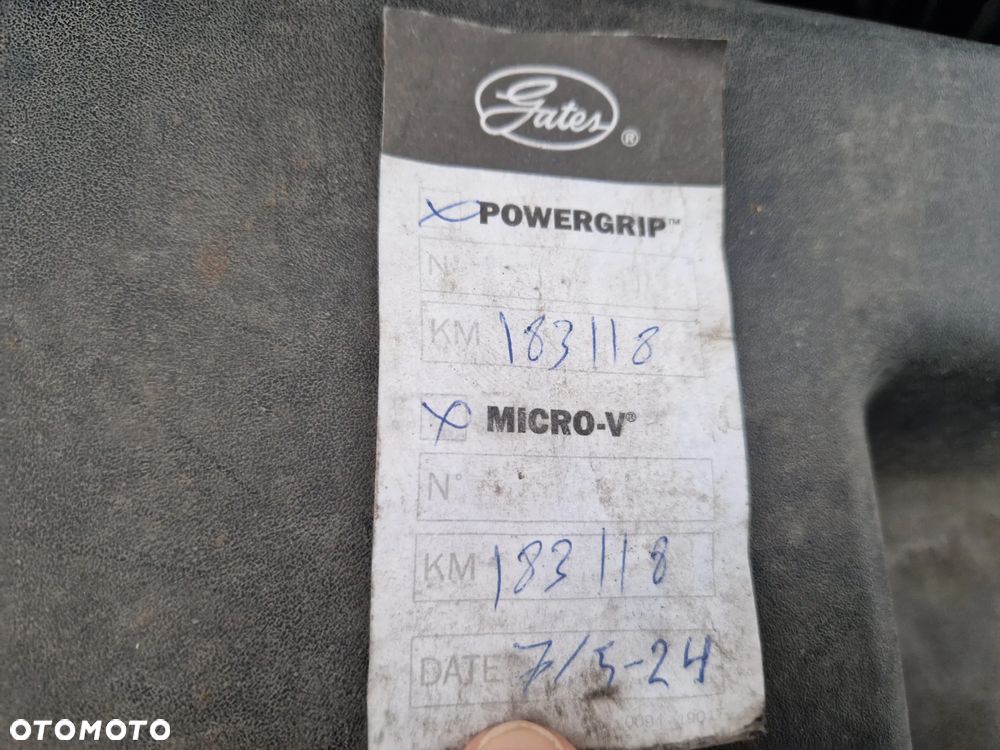 Gates ®
POWERGRIP™
N°
KM 183118
MICRO-V®
N°
KM 183118
DATE 7/5-24
OTOMOTO